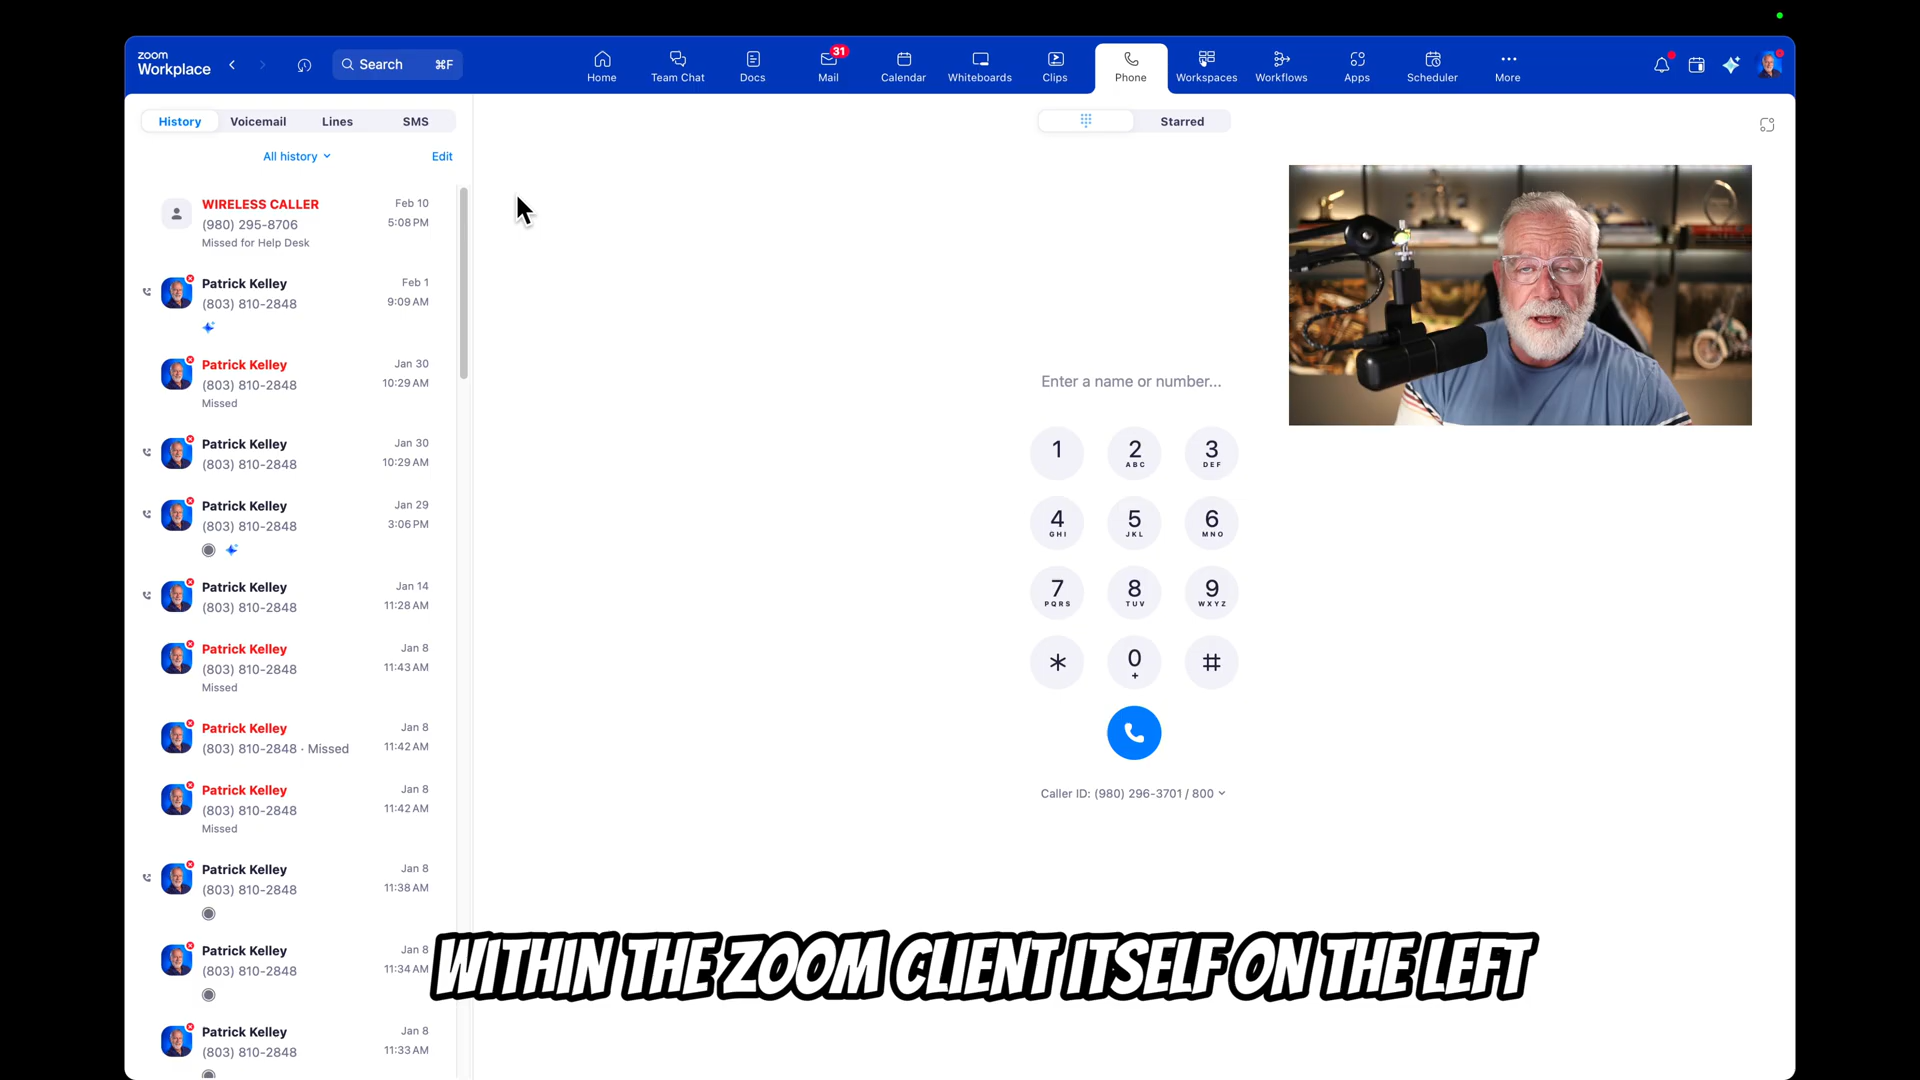 zoom
Workplace
Search ⌘F
Home
Team Chat
Docs
31
Mail
Calendar
Whiteboards
Clips
Phone
Workspaces
Workflows
Apps
Scheduler
More
History
Voicemail
Lines
SMS
All history
Edit
WIRELESS CALLER
Feb 10
(980) 295-8706
5:08 PM
Missed for Help Desk
Patrick Kelley
Feb 1
(803) 810-2848
9:09 AM
Patrick Kelley
Jan 30
(803) 810-2848
10:29 AM
Missed
Patrick Kelley
Jan 30
(803) 810-2848
10:29 AM
Patrick Kelley
Jan 29
(803) 810-2848
3:06 PM
Patrick Kelley
Jan 14
(803) 810-2848
11:28 AM
Patrick Kelley
Jan 8
(803) 810-2848
11:43 AM
Missed
Patrick Kelley
Jan 8
(803) 810-2848 · Missed
11:42 AM
Patrick Kelley
Jan 8
(803) 810-2848
11:42 AM
Missed
Patrick Kelley
Jan 8
(803) 810-2848
11:38 AM
Patrick Kelley
Jan 8
(803) 810-2848
11:34 AM
Patrick Kelley
Jan 8
(803) 810-2848
11:33 AM
Starred
Enter a name or number...
1
2
ABC
3
DEF
4
GHI
5
JKL
6
MNO
7
PQRS
8
TUV
9
WXYZ
*
0
+
#
Caller ID: (980) 296-3701 / 800
WITHIN THE ZOOM CLIENT ITSELF ON THE LEFT